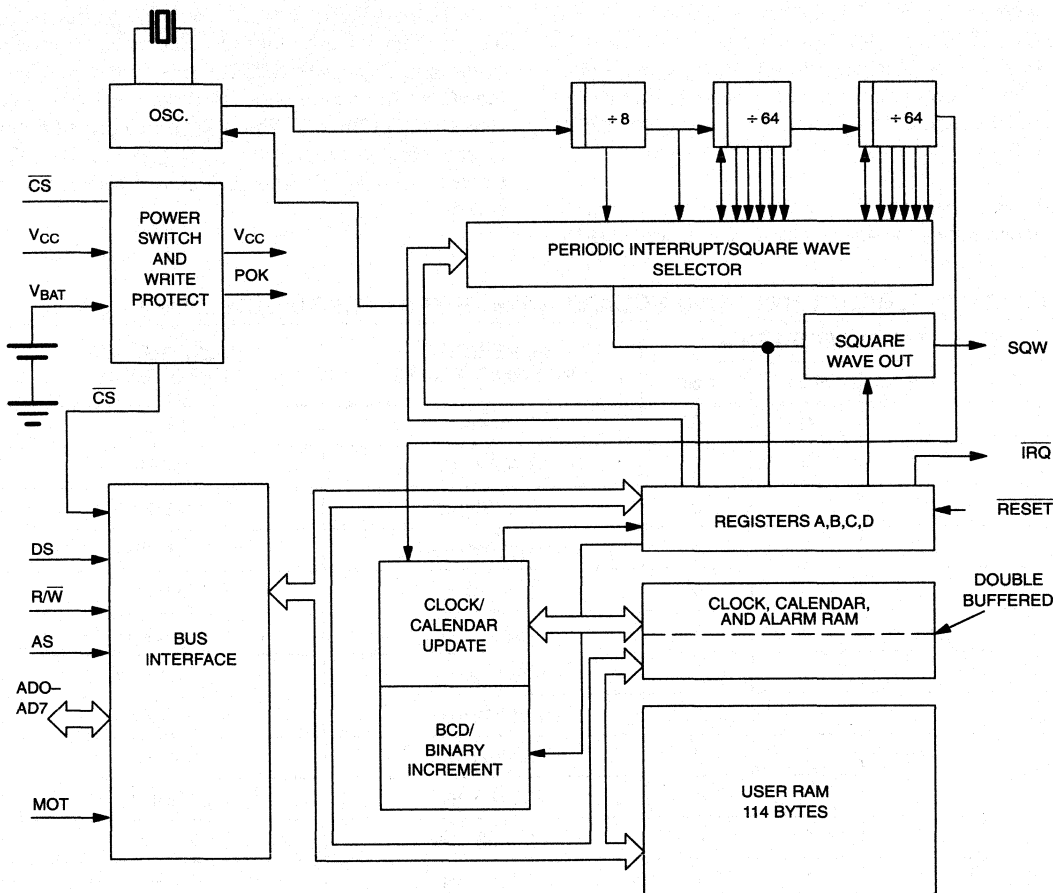 OSC.
÷8
÷64
÷64
CS
POWER
SWITCH
AND
WRITE
PROTECT
VCC
VBAT
VCC
POK
PERIODIC INTERRUPT/SQUARE WAVE
SELECTOR
SQUARE
WAVE OUT
SQW
CS
IRQ
REGISTERS A,B,C,D
RESET
BUS
INTERFACE
DS
R/W
AS
ADO–
AD7
MOT
CLOCK/
CALENDAR
UPDATE
BCD/
BINARY
INCREMENT
CLOCK, CALENDAR,
AND ALARM RAM
DOUBLE
BUFFERED
USER RAM
114 BYTES